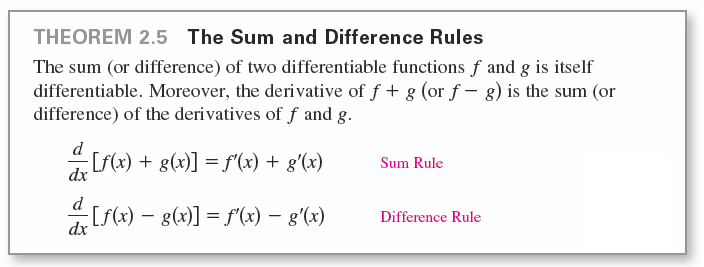 THEOREM 2.5 The Sum and Difference Rules
The sum (or difference) of two differentiable functions f and g is itself
differentiable. Moreover, the derivative of f + g (or f − g) is the sum (or
difference) of the derivatives of f and g.
d/dx [f(x) + g(x)] = f′(x) + g′(x) Sum Rule
d/dx [f(x) − g(x)] = f′(x) − g′(x) Difference Rule